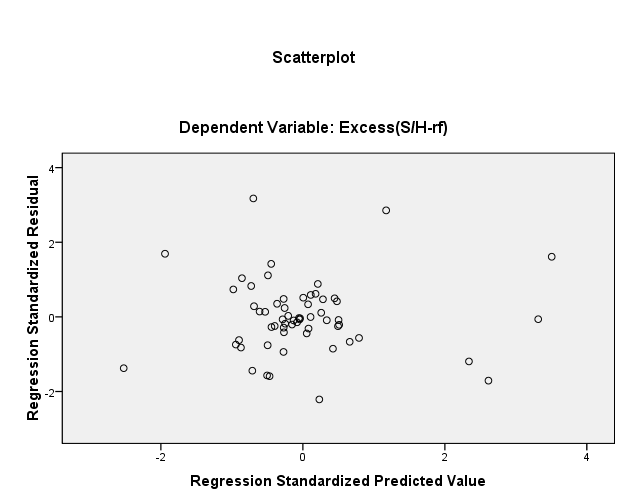 Scatterplot
Dependent Variable: Excess(S/H-rf)
Regression Standardized Residual
4
2
0
-2
-2
0
2
4
Regression Standardized Predicted Value